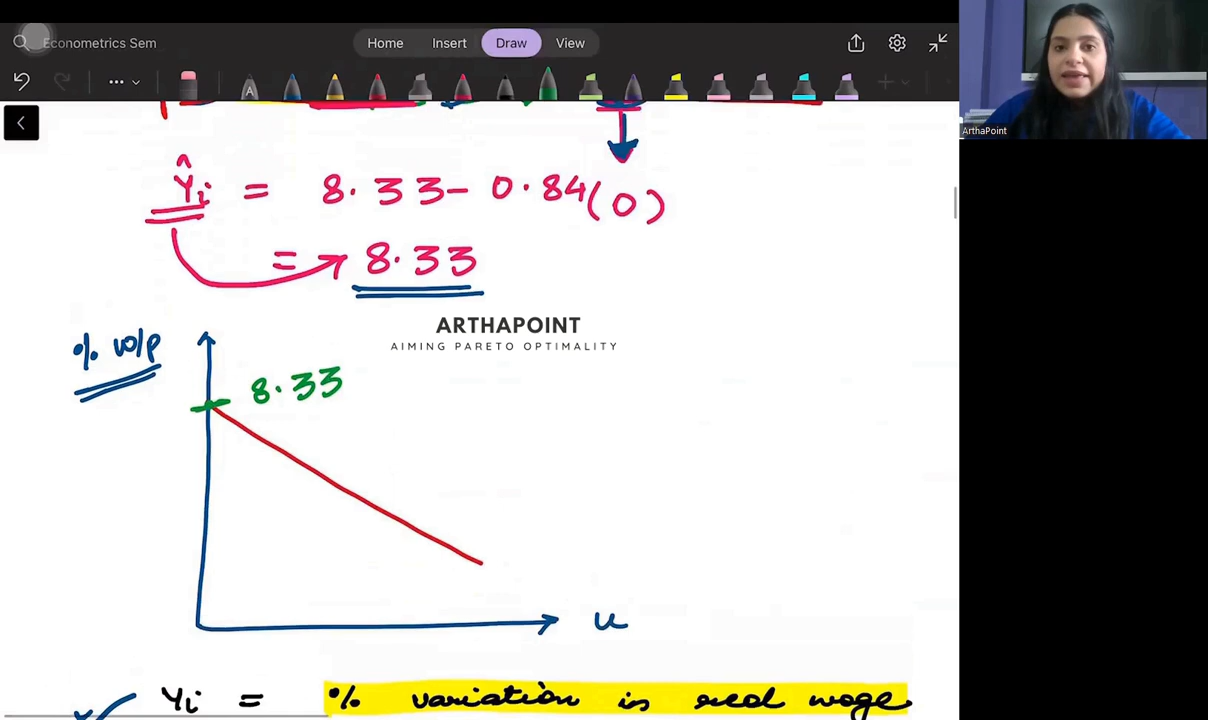 Econometrics Sem
Home Insert Draw View
ArthaPoint
Ŷi = 8.33 - 0.84(0)
= 8.33
ARTHAPOINT
AIMING PARETO OPTIMALITY
% w/p
8.33
u
Yi = % variation in real wage